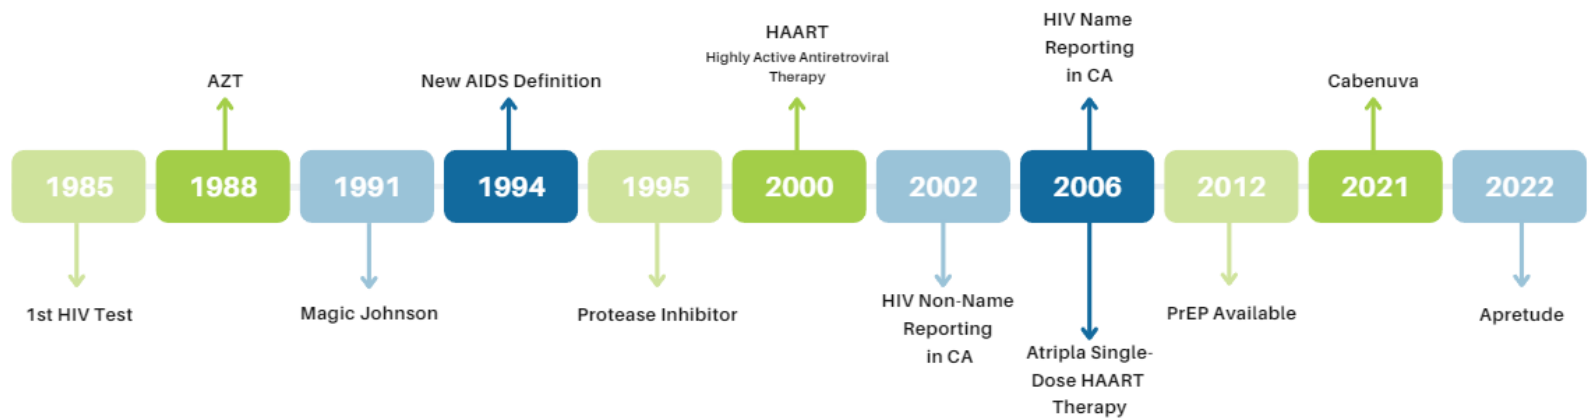 HIV Name
Reporting
in CA
HAART
Highly Active Antiretroviral
Therapy
AZT
New AIDS Definition
Cabenuva
1985
1988
1991
1994
1995
2000
2002
2006
2012
2021
2022
1st HIV Test
Magic Johnson
Protease Inhibitor
HIV Non-Name
Reporting
in CA
PrEP Available
Apretude
Atripla Single-
Dose HAART
Therapy